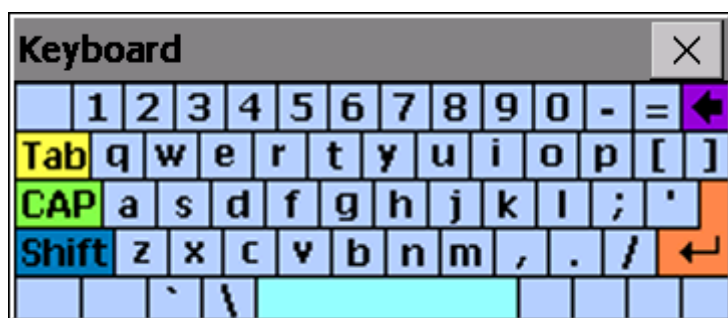 Keyboard
1 2 3 4 5 6 7 8 9 0 - =
Tab q w e r t y u i o p [ ]
CAP a s d f g h j k l ; '
Shift z x c v b n m , . /
` \